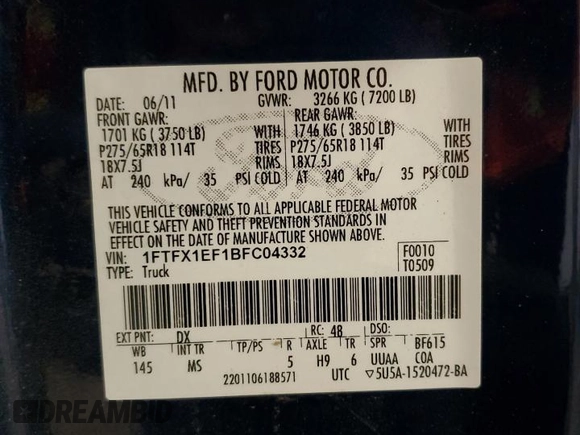 MFD. BY FORD MOTOR CO.
DATE: 06/11 GVWR: 3266 KG ( 7200 LB)
FRONT GAWR: REAR GAWR:
1701 KG ( 3750 LB) WITH 1746 KG ( 3850 LB) WITH
P275/65R18 114T TIRES P275/65R18 114T TIRES
18X7.5J RIMS 18X7.5J RIMS
AT 240 kPa/ 35 PSI COLD AT 240 kPa/ 35 PSI COLD
Ford
THIS VEHICLE CONFORMS TO ALL APPLICABLE FEDERAL MOTOR
VEHICLE SAFETY AND THEFT PREVENTION STANDARDS IN
EFFECT ON THE DATE OF MANUFACTURE SHOWN ABOVE.
VIN: 1FTFX1EF1BFC04332 F0010
TYPE: Truck T0509
EXT PNT: DX RC: 48 DSO:
WB INT TR TP/PS R AXLE TR SPR BF615
145 MS 5 H9 6 UUAA COA
2201106188571 UTC ▽5U5A-1520472-BA
DREAMBID